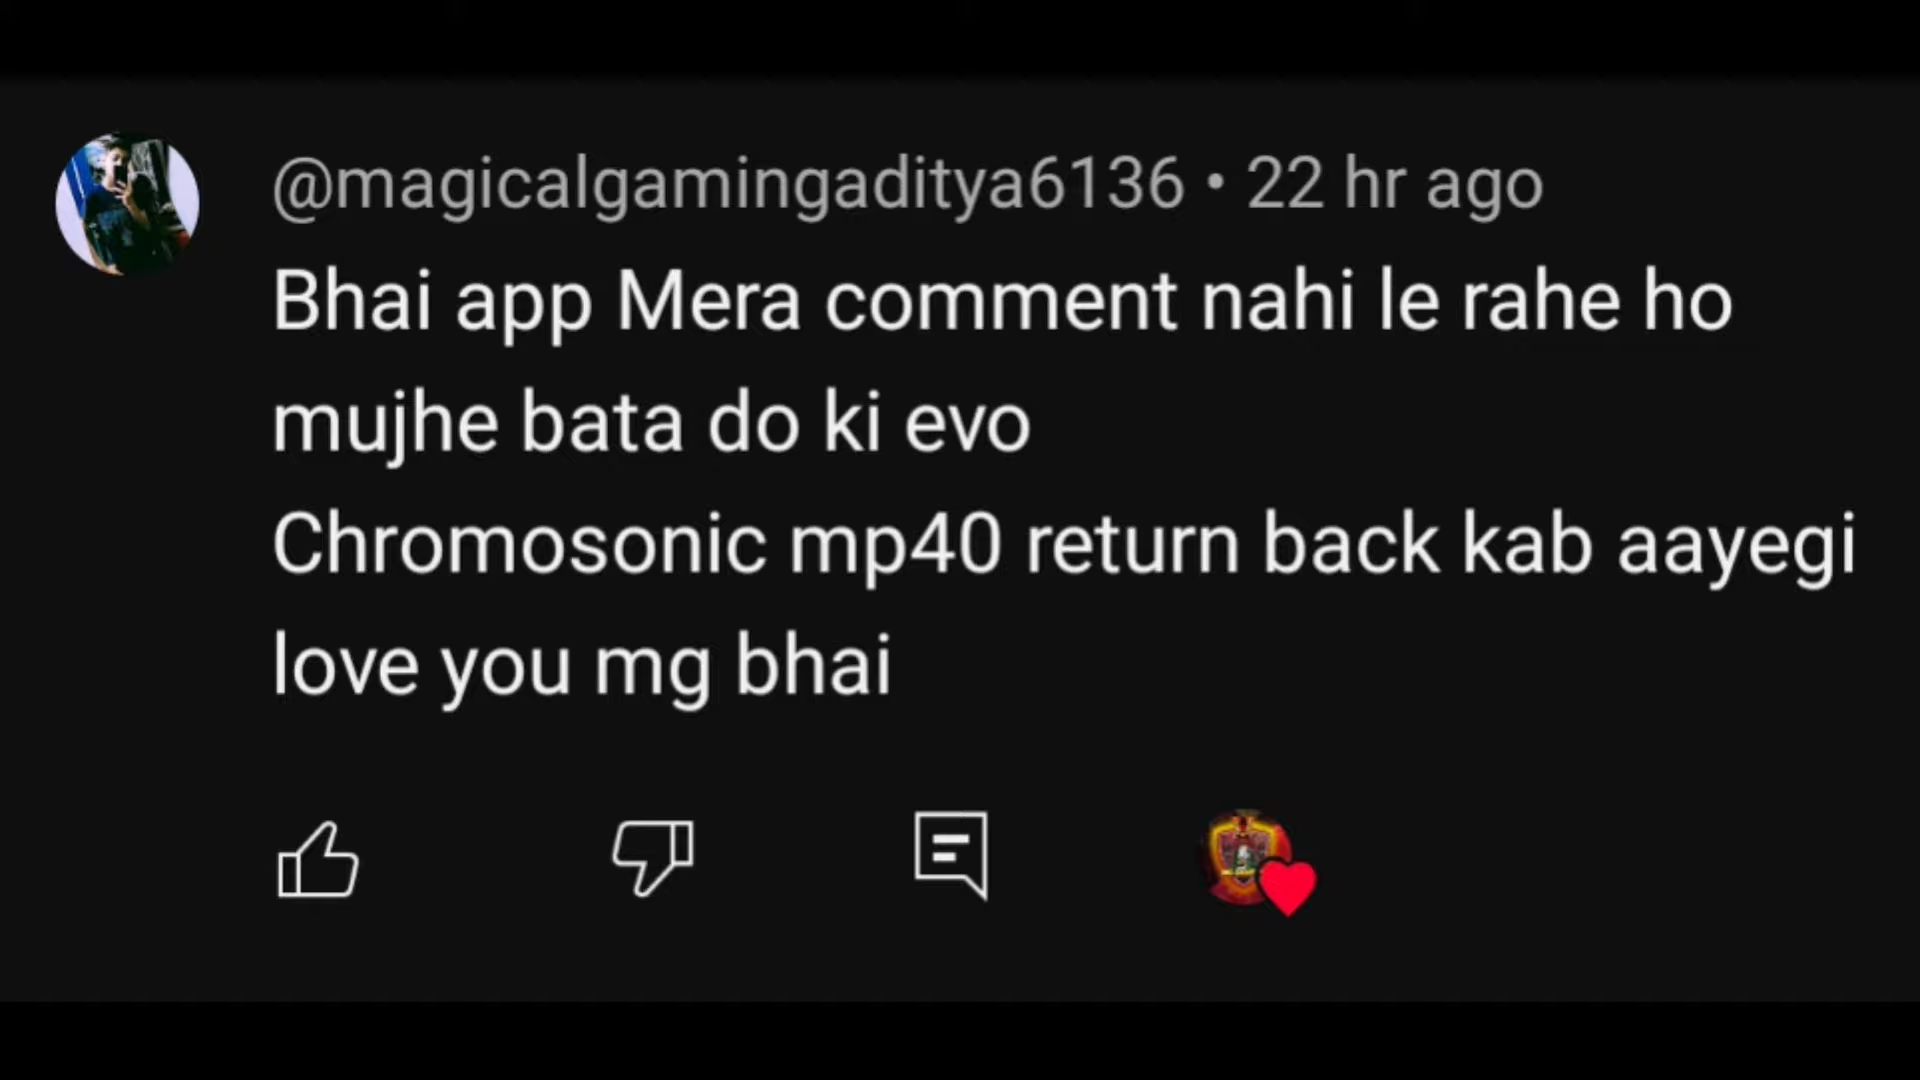 @magicalgamingaditya6136 • 22 hr ago
Bhai app Mera comment nahi le rahe ho
mujhe bata do ki evo
Chromosonic mp40 return back kab aayegi
love you mg bhai